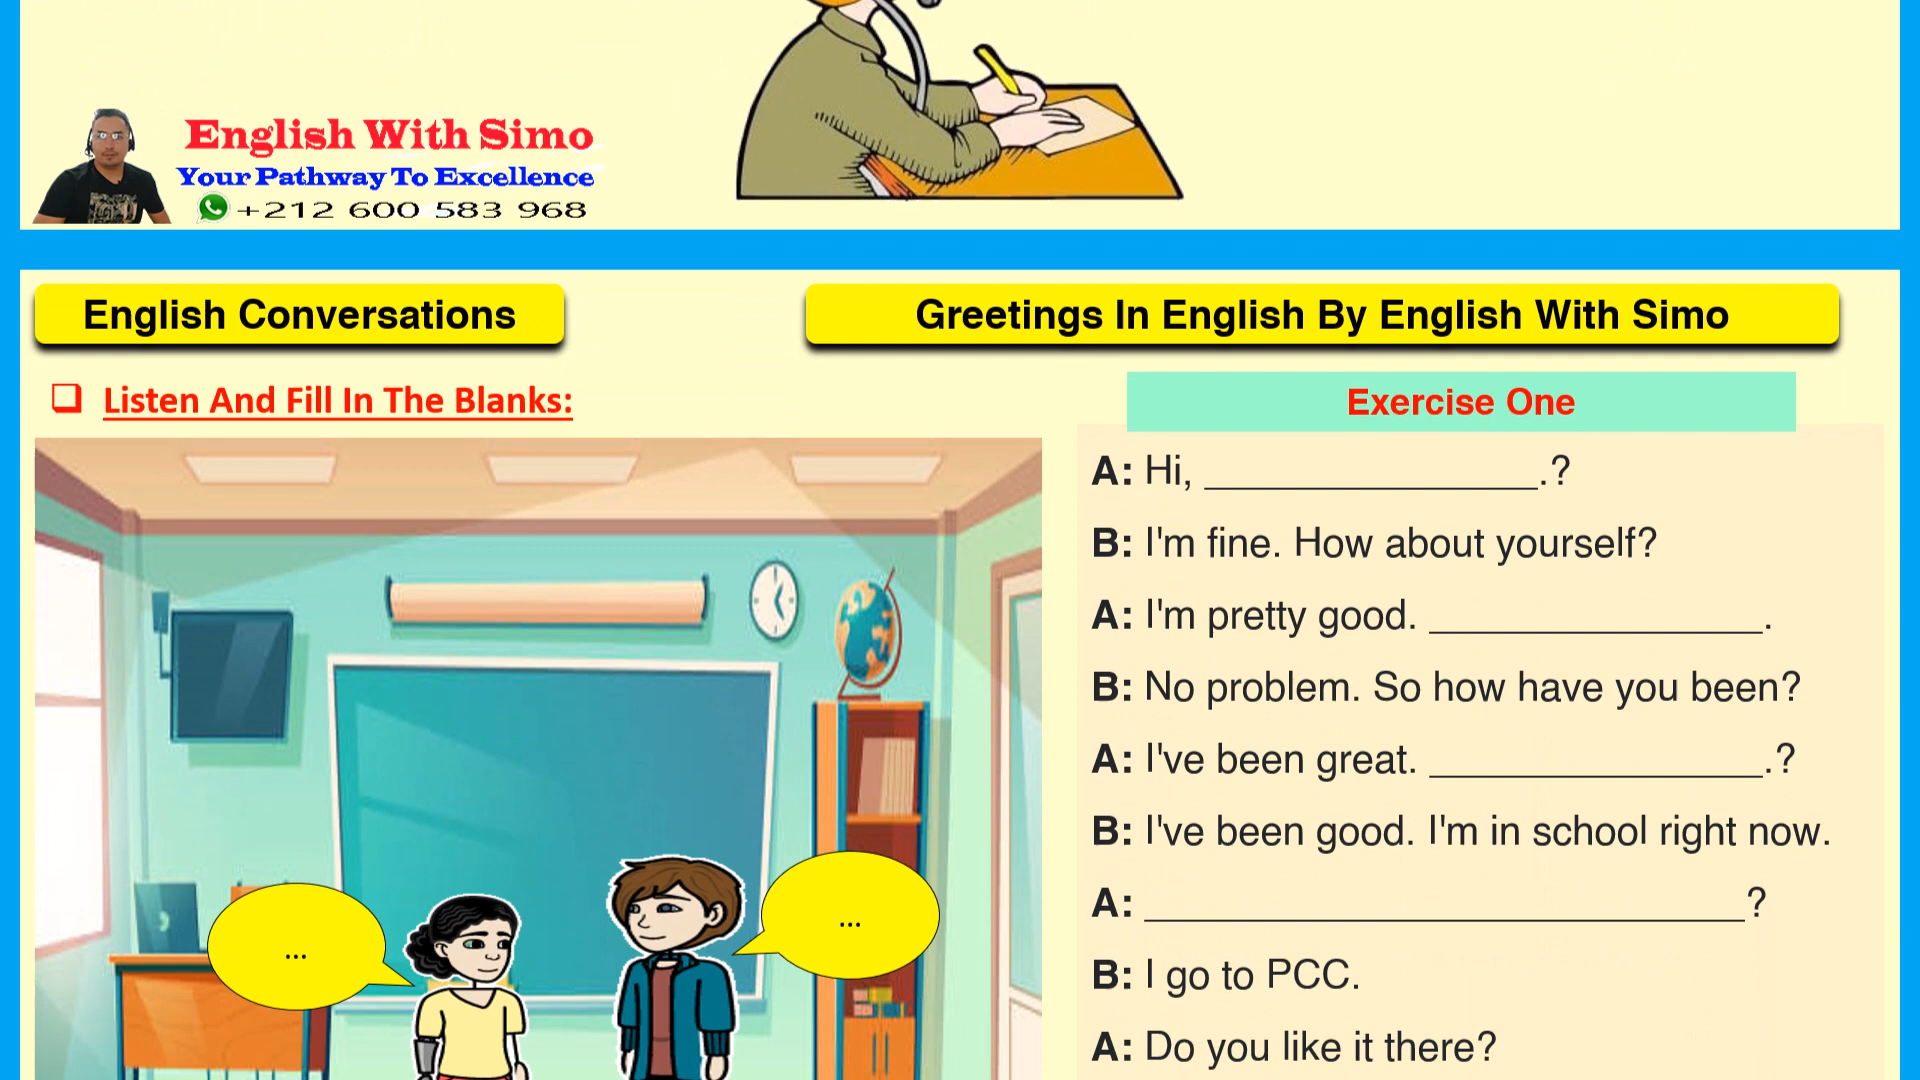 English With Simo
Your Pathway To Excellence
+212 600 583 968
English Conversations
Greetings In English By English With Simo
❑ Listen And Fill In The Blanks:
Exercise One
A: Hi, ________________.?
B: I'm fine. How about yourself?
A: I'm pretty good. ________________.
B: No problem. So how have you been?
A: I've been great. ________________.?
B: I've been good. I'm in school right now.
A: _____________________________?
B: I go to PCC.
A: Do you like it there?
...
...